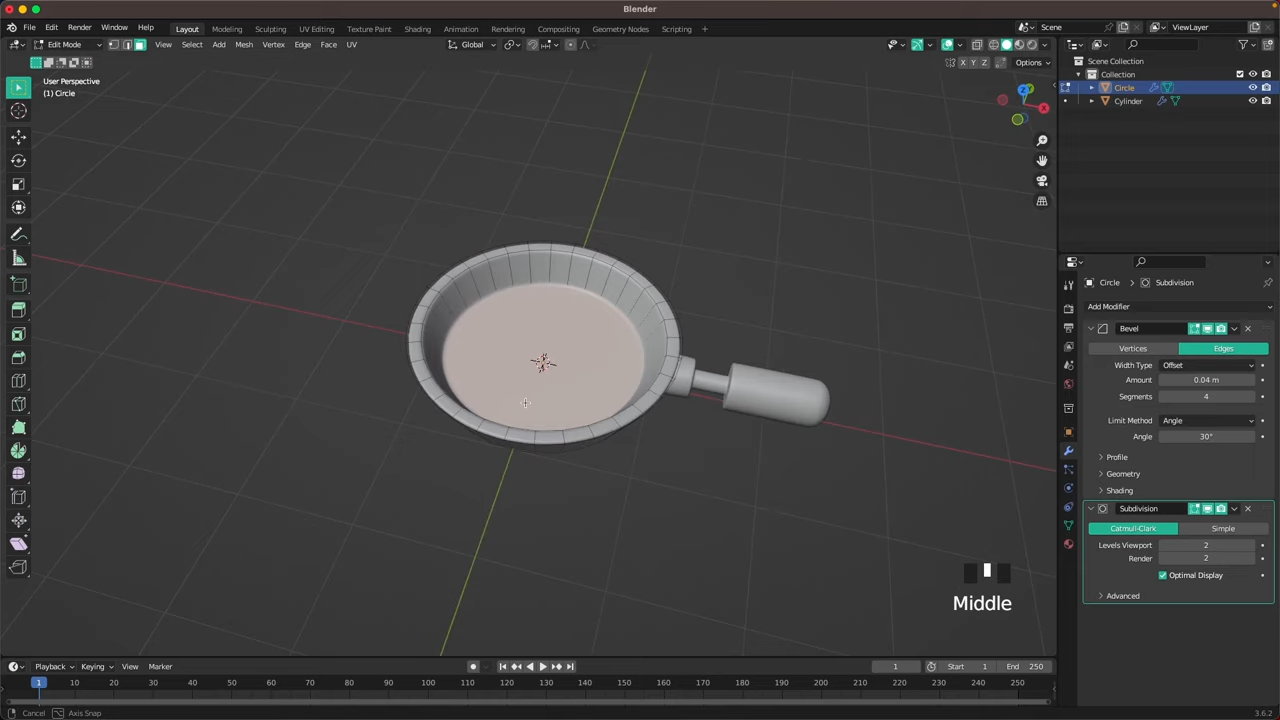 Blender
File Edit Render Window Help
Layout Modeling Sculpting UV Editing Texture Paint Shading Animation Rendering Compositing Geometry Nodes Scripting
Scene
ViewLayer
Edit Mode View Select Add Mesh Vertex Edge Face UV
Global
X Y Z Options
User Perspective
(1) Circle
Z
Y
X
Scene Collection
Collection
Circle
Cylinder
Circle > Subdivision
Add Modifier
Bevel
Vertices Edges
Width Type Offset
Amount 0.04 m
Segments 4
Limit Method Angle
Angle 30°
Profile
Geometry
Shading
Subdivision
Catmull-Clark Simple
Levels Viewport 2
Render 2
Optimal Display
Advanced
Middle
Playback Keying View Marker
1 Start 1 End 250
1 10 20 30 40 50 60 70 80 90 100 110 120 130 140 150 160 170 180 190 200 210 220 230 240 250
Cancel Axis Snap
3.6.2